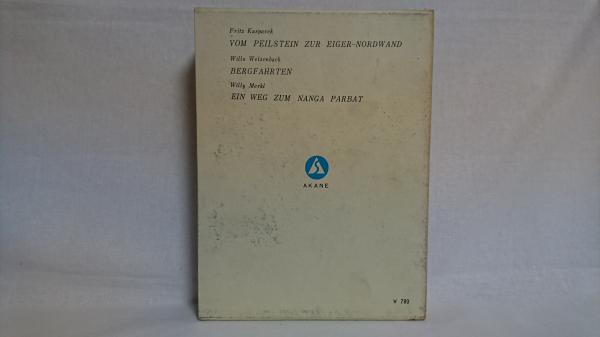 Fritz Kasparek
VOM PEILSTEIN ZUR EIGER-NORDWAND
Willo Welzenbach
BERGFAHRTEN
Willy Merkl
EIN WEG ZUM NANGA PARBAT
AKANE
¥ 780